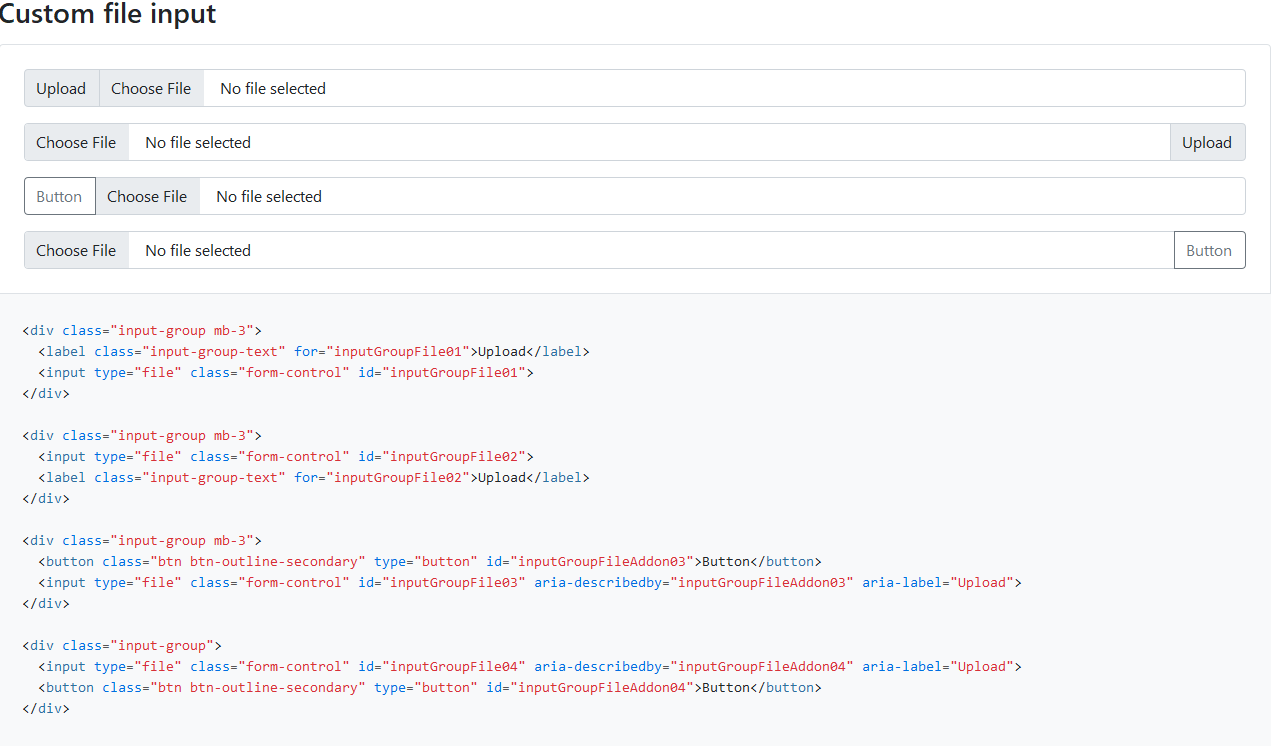 Custom file input
Upload Choose File No file selected
Choose File No file selected Upload
Button Choose File No file selected
Choose File No file selected Button
<div class="input-group mb-3">
  <label class="input-group-text" for="inputGroupFile01">Upload</label>
  <input type="file" class="form-control" id="inputGroupFile01">
</div>
<div class="input-group mb-3">
  <input type="file" class="form-control" id="inputGroupFile02">
  <label class="input-group-text" for="inputGroupFile02">Upload</label>
</div>
<div class="input-group mb-3">
  <button class="btn btn-outline-secondary" type="button" id="inputGroupFileAddon03">Button</button>
  <input type="file" class="form-control" id="inputGroupFile03" aria-describedby="inputGroupFileAddon03" aria-label="Upload">
</div>
<div class="input-group">
  <input type="file" class="form-control" id="inputGroupFile04" aria-describedby="inputGroupFileAddon04" aria-label="Upload">
  <button class="btn btn-outline-secondary" type="button" id="inputGroupFileAddon04">Button</button>
</div>